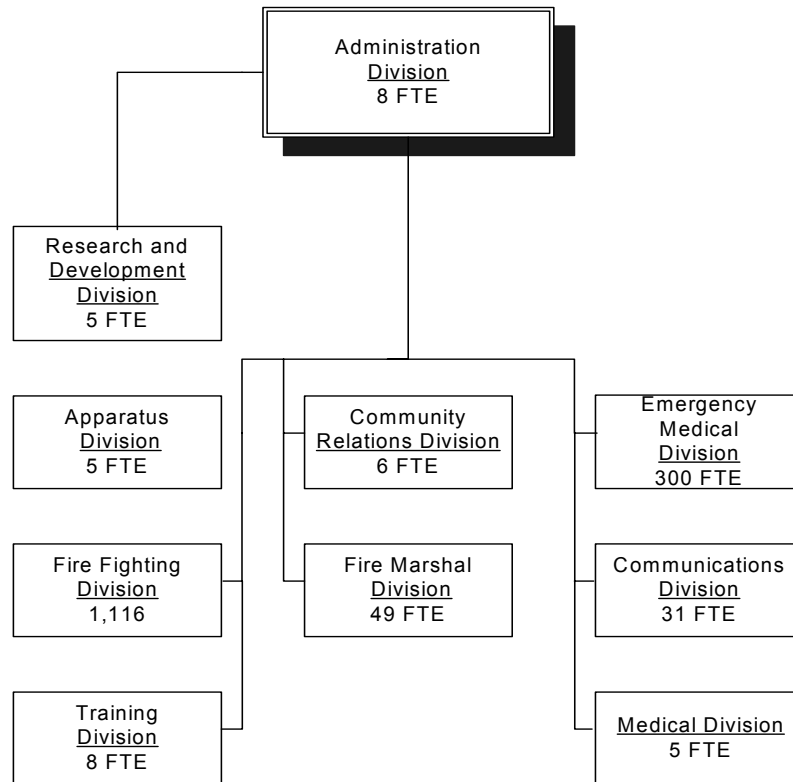 Administration
Division
8 FTE
Research and
Development
Division
5 FTE
Apparatus
Division
5 FTE
Community
Relations Division
6 FTE
Emergency
Medical
Division
300 FTE
Fire Fighting
Division
1,116
Fire Marshal
Division
49 FTE
Communications
Division
31 FTE
Training
Division
8 FTE
Medical Division
5 FTE